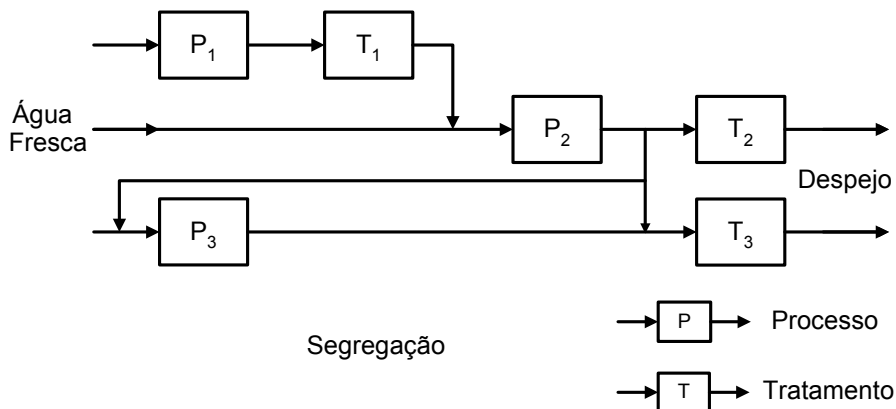 P1
T1
Água
Fresca
P2
T2
Despejo
P3
T3
P
Processo
Segregação
T
Tratamento